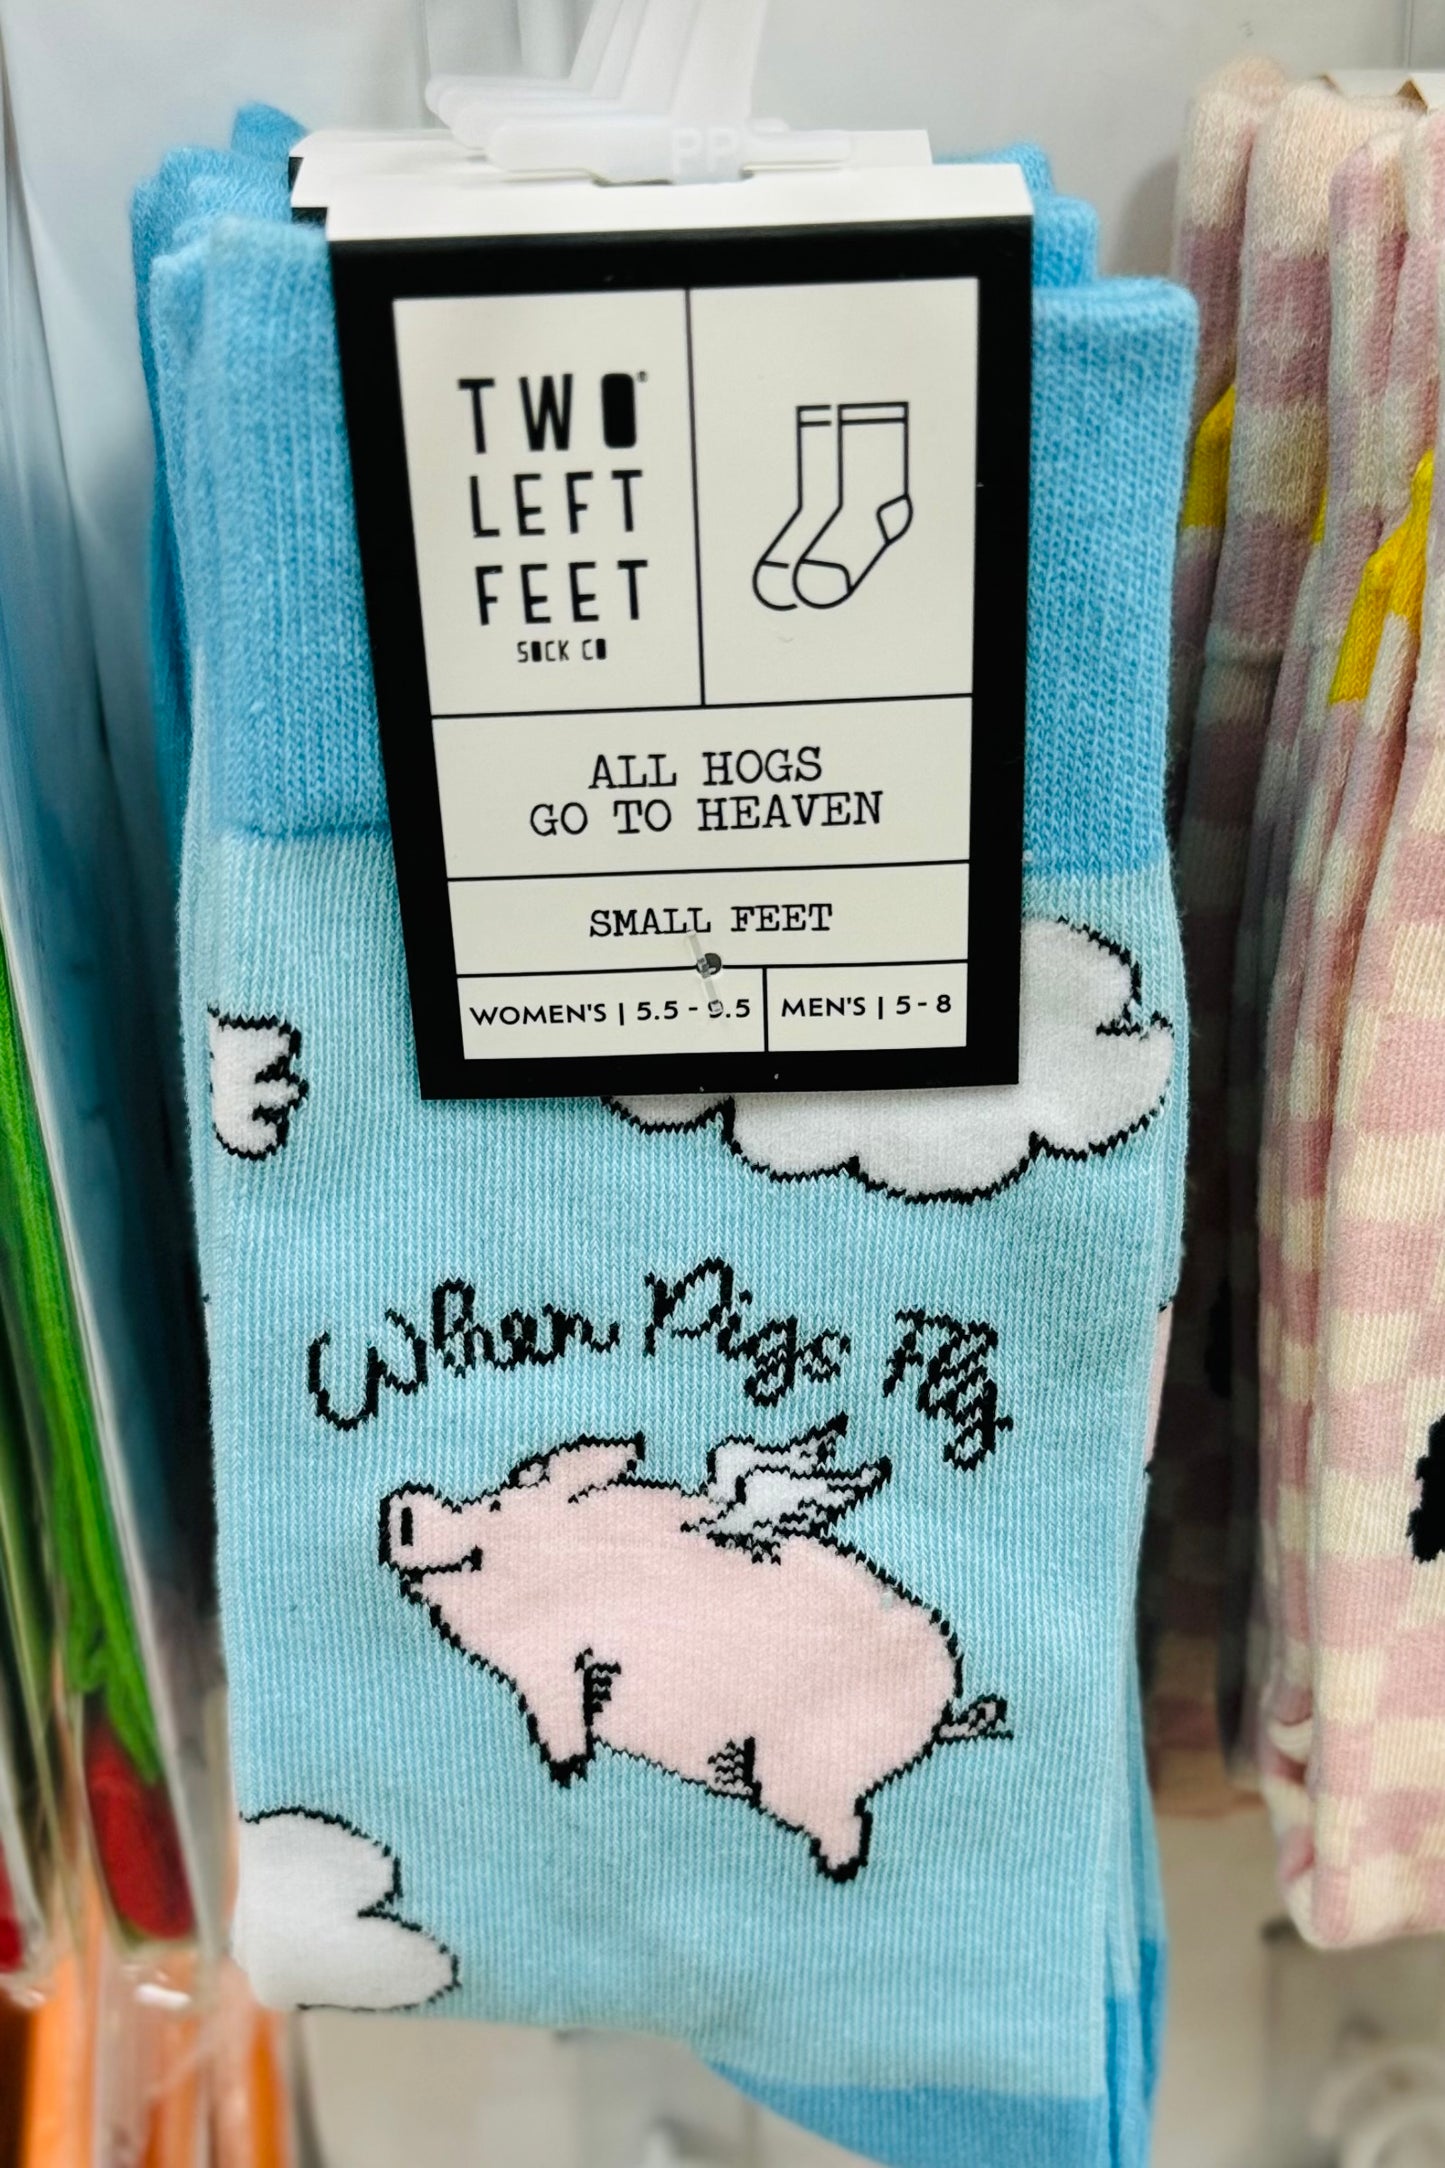 PP
TWO®
LEFT
FEET
SOCK CO
ALL HOGS
GO TO HEAVEN
SMALL FEET
WOMEN'S | 5.5 - 9.5
MEN'S | 5 - 8
When Pigs Fly